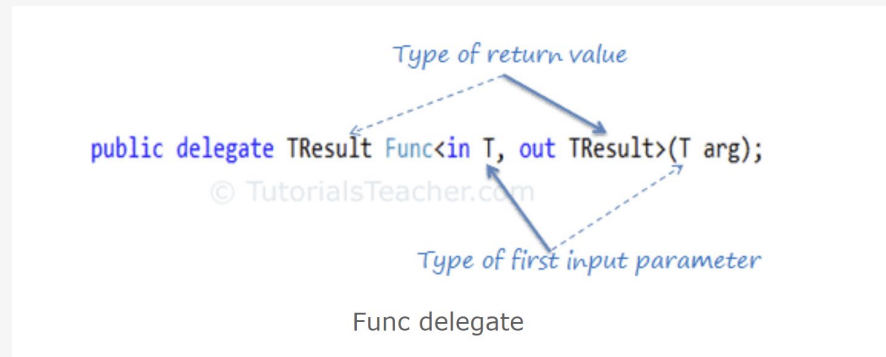 Type of return value
public delegate TResult Func<in T, out TResult>(T arg);
© TutorialsTeacher.com
Type of first input parameter
Func delegate